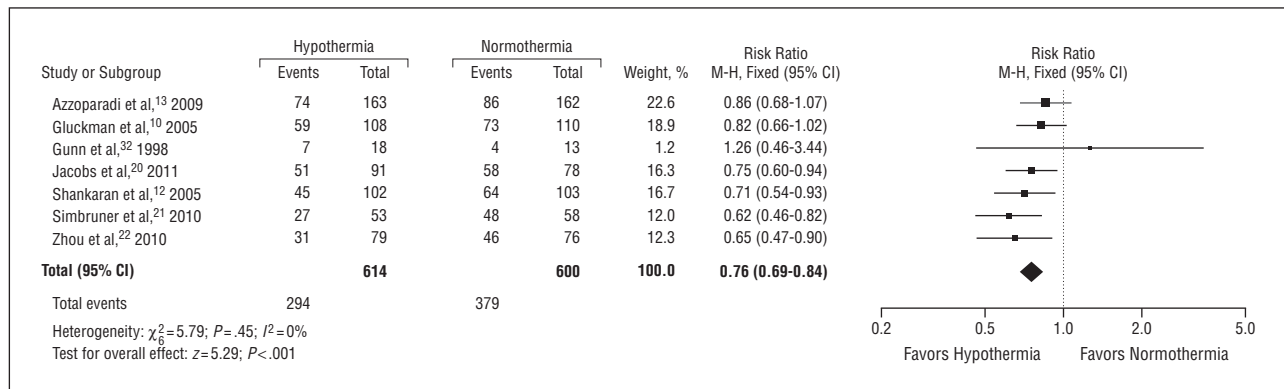 Hypothermia Normothermia Risk Ratio Risk Ratio
Study or Subgroup Events Total Events Total Weight, % M-H, Fixed (95% CI) M-H, Fixed (95% CI)
Azzoparadi et al,13 2009 74 163 86 162 22.6 0.86 (0.68-1.07)
Gluckman et al,10 2005 59 108 73 110 18.9 0.82 (0.66-1.02)
Gunn et al,32 1998 7 18 4 13 1.2 1.26 (0.46-3.44)
Jacobs et al,20 2011 51 91 58 78 16.3 0.75 (0.60-0.94)
Shankaran et al,12 2005 45 102 64 103 16.7 0.71 (0.54-0.93)
Simbruner et al,21 2010 27 53 48 58 12.0 0.62 (0.46-0.82)
Zhou et al,22 2010 31 79 46 76 12.3 0.65 (0.47-0.90)
Total (95% CI) 614 600 100.0 0.76 (0.69-0.84)
Total events 294 379
Heterogeneity: χ²₆=5.79; P=.45; I²=0%
Test for overall effect: z=5.29; P<.001
0.2 0.5 1.0 2.0 5.0
Favors Hypothermia Favors Normothermia